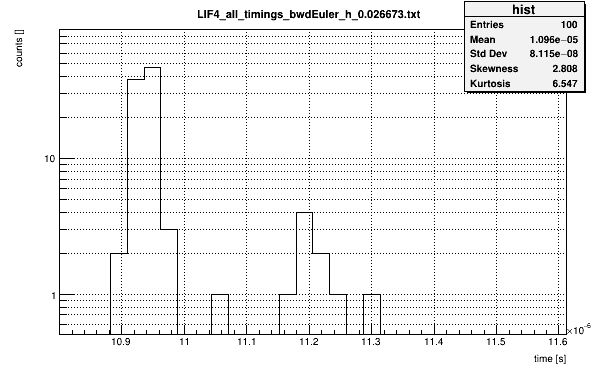 LIF4_all_timings_bwdEuler_h_0.026673.txt
hist
Entries 100
Mean 1.096e−05
Std Dev 8.115e−08
Skewness 2.808
Kurtosis 6.547
counts []
10
1
10.9 11 11.1 11.2 11.3 11.4 11.5 11.6
×10⁻⁶
time [s]